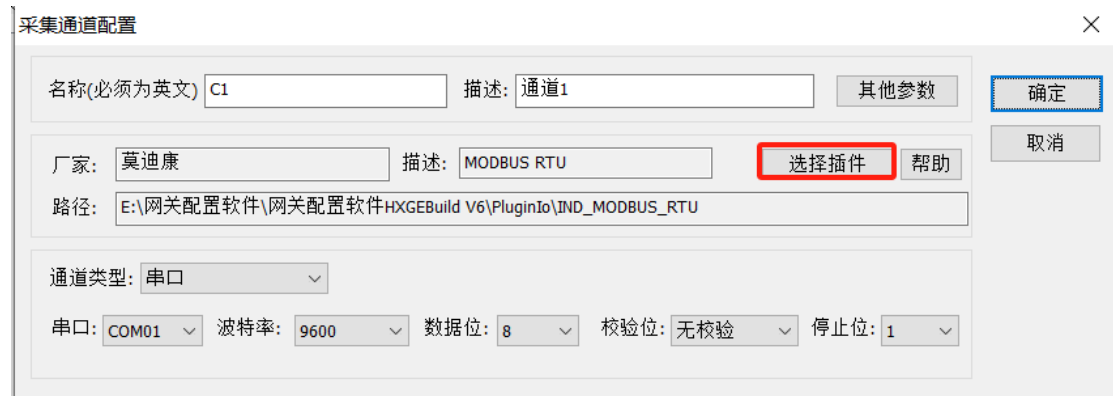 采集通道配置
名称(必须为英文) C1 描述: 通道1 其他参数 确定
取消
厂家: 莫迪康 描述: MODBUS RTU 选择插件 帮助
路径: E:\网关配置软件\网关配置软件HXGEBuild V6\PluginIo\IND_MODBUS_RTU
通道类型: 串口
串口: COM01 波特率: 9600 数据位: 8 校验位: 无校验 停止位: 1